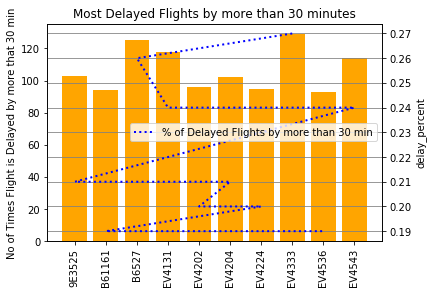 Most Delayed Flights by more than 30 minutes
No of Times Flight is Delayed by more that 30 min
120
100
80
60
40
20
0
% of Delayed Flights by more than 30 min
0.27
0.26
0.25
0.24
0.23
0.22
0.21
0.20
0.19
delay_percent
9E3525
B61161
B6527
EV4131
EV4202
EV4204
EV4224
EV4333
EV4536
EV4543